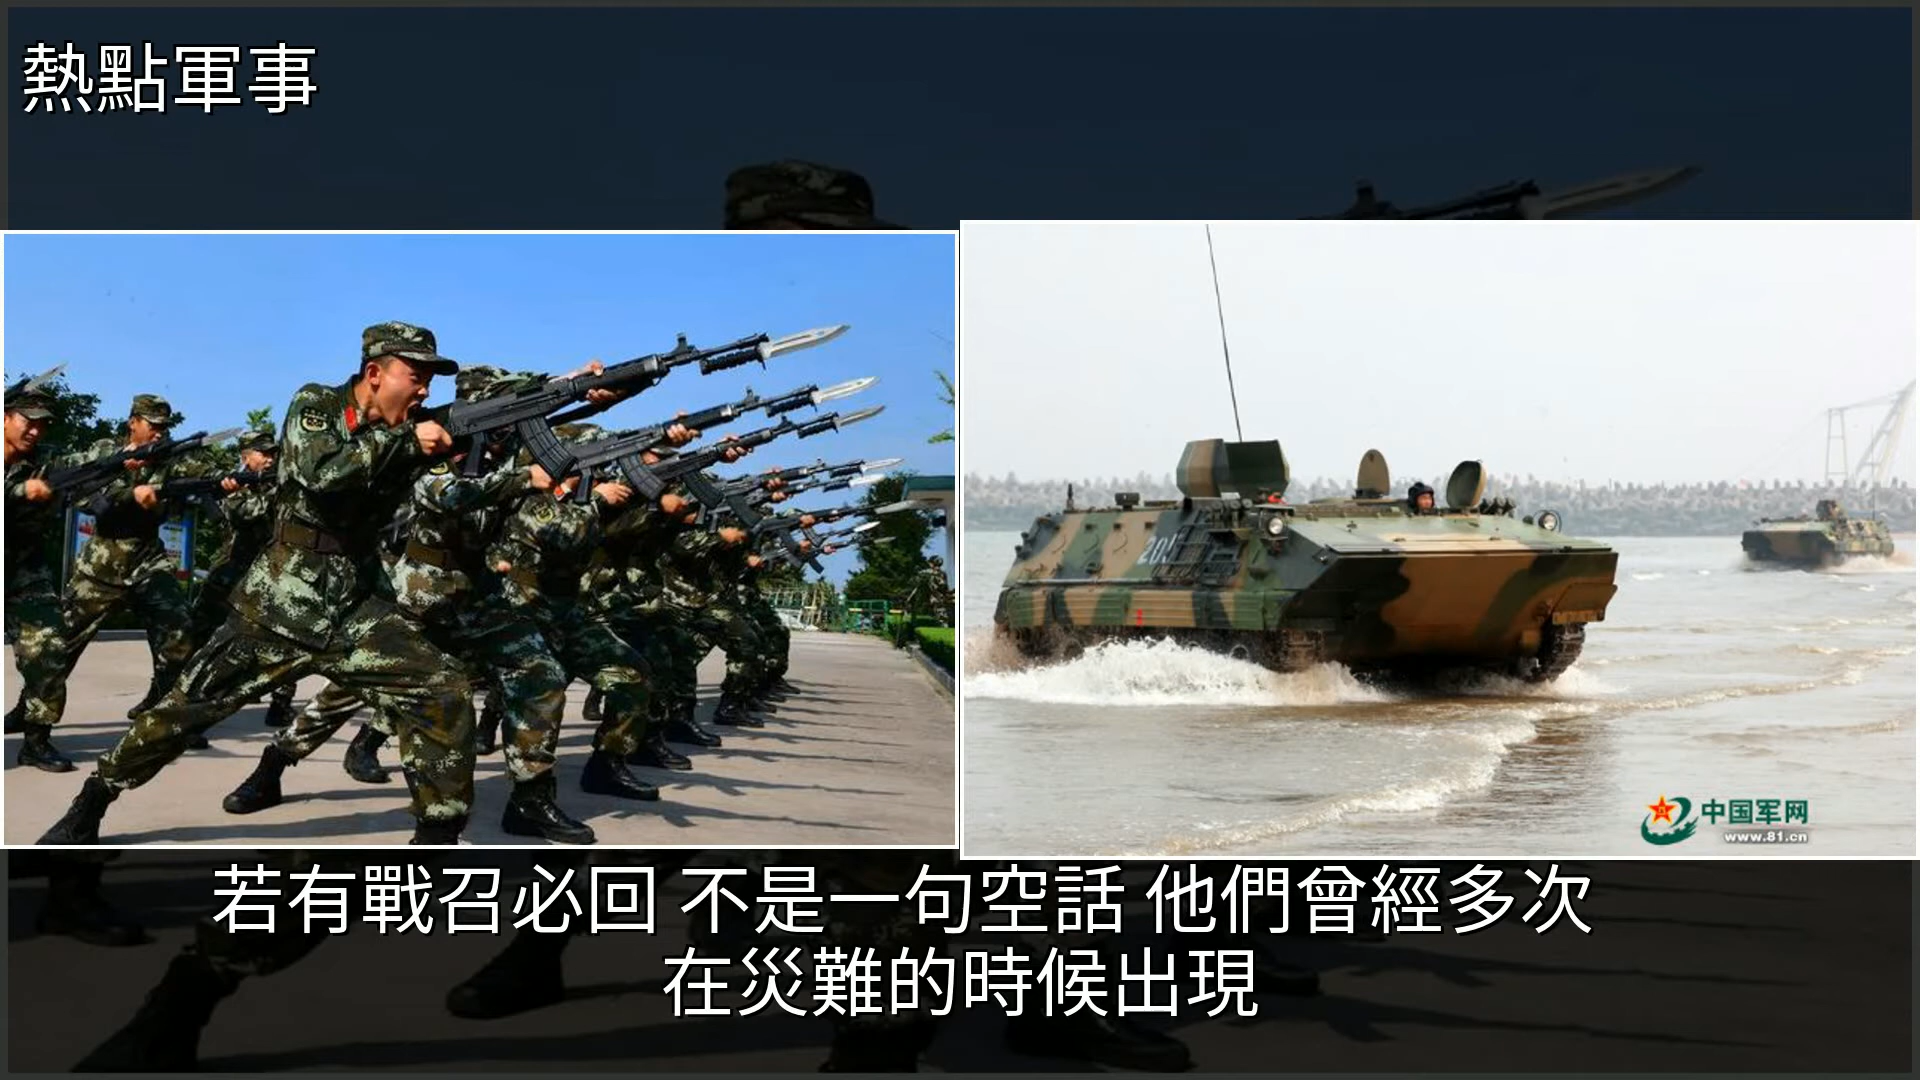 熱點軍事
205
中国军网
www.81.cn
若有戰召必回 不是一句空話 他們曾經多次
在災難的時候出現